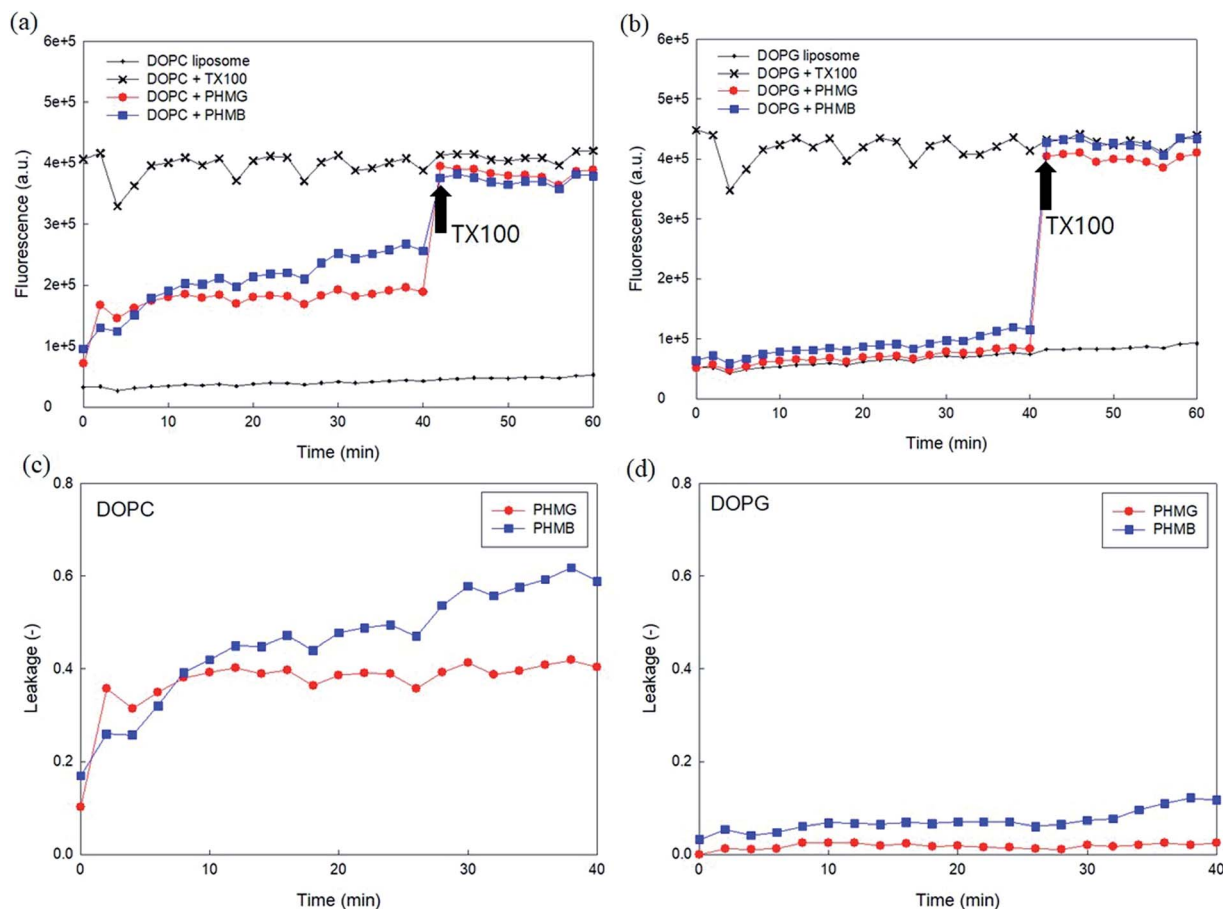 (a)
6e+5
5e+5
4e+5
3e+5
2e+5
1e+5
0
Fluorescence (a.u.)
DOPC liposome
DOPC + TX100
DOPC + PHMG
DOPC + PHMB
TX100
0 10 20 30 40 50 60
Time (min)
(b)
6e+5
5e+5
4e+5
3e+5
2e+5
1e+5
0
Fluorescence (a.u.)
DOPG liposome
DOPG + TX100
DOPG + PHMG
DOPG + PHMB
TX100
0 10 20 30 40 50 60
Time (min)
(c)
0.8
0.6
0.4
0.2
0.0
Leakage (-)
DOPC
PHMG
PHMB
0 10 20 30 40
Time (min)
(d)
0.8
0.6
0.4
0.2
0.0
Leakage (-)
DOPG
PHMG
PHMB
0 10 20 30 40
Time (min)